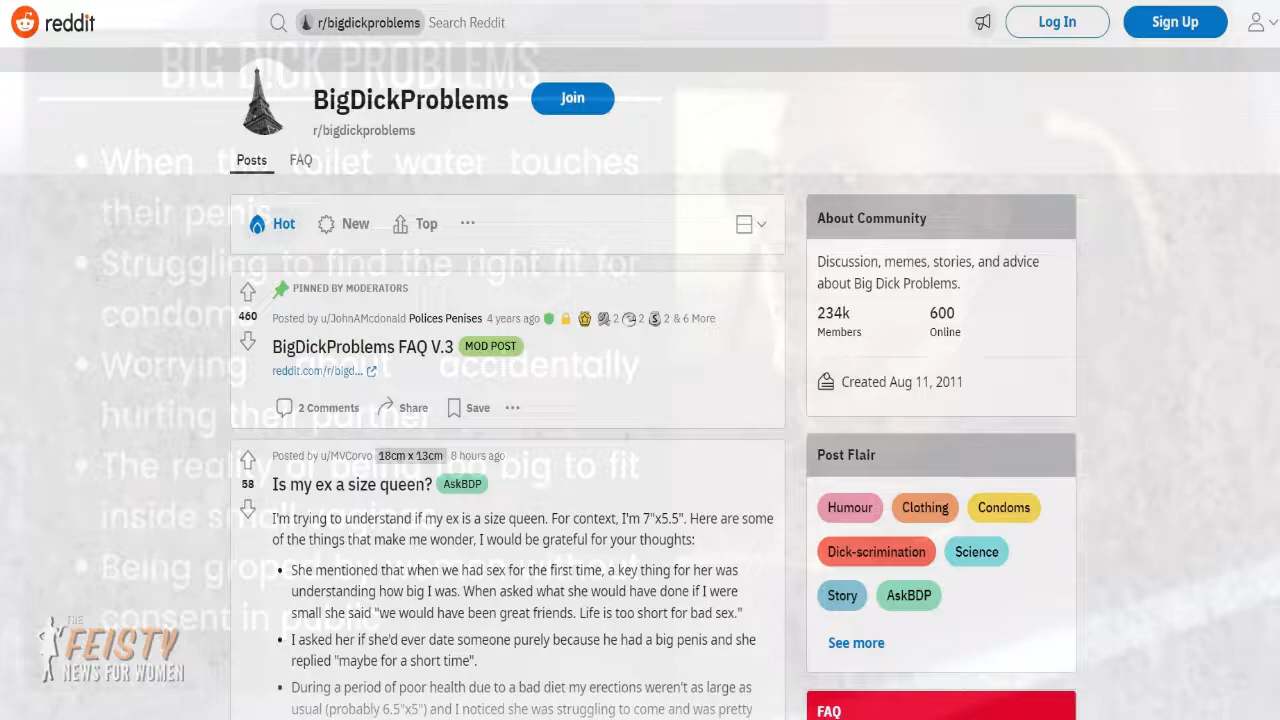 reddit
r/bigdickproblems Search Reddit
Log In
Sign Up
BIG D CK PROBLEMS
BigDickProblems
Join
r/bigdickproblems
Posts FAQ
• When the toilet water touches
their penis
Hot New Top ...
• Struggling to find the right fit for
condoms
PINNED BY MODERATORS
460
Posted by u/JohnAMcdonald Polices Penises 4 years ago 2 2 2 & 6 More
BigDickProblems FAQ V.3 MOD POST
reddit.com/r/bigd...
• Worrying about accidentally
hurting their partner
2 Comments Share Save ...
• The reality of being too big to fit
inside small vaginas
58
Posted by u/MVCorvo 18cm x 13cm 8 hours ago
Is my ex a size queen? AskBDP
I'm trying to understand if my ex is a size queen. For context, I'm 7"x5.5". Here are some
of the things that make me wonder, I would be grateful for your thoughts:
• Being groped without
consent in public
• She mentioned that when we had sex for the first time, a key thing for her was
understanding how big I was. When asked what she would have done if I were
small she said "we would have been great friends. Life is too short for bad sex."
• I asked her if she'd ever date someone purely because he had a big penis and she
replied "maybe for a short time".
• During a period of poor health due to a bad diet my erections weren't as large as
usual (probably 6.5"x5") and I noticed she was struggling to come and was pretty
About Community
Discussion, memes, stories, and advice
about Big Dick Problems.
234k 600
Members Online
Created Aug 11, 2011
Post Flair
Humour Clothing Condoms
Dick-scrimination Science
Story AskBDP
See more
FAQ
THE
FEISTY
NEWS FOR WOMEN